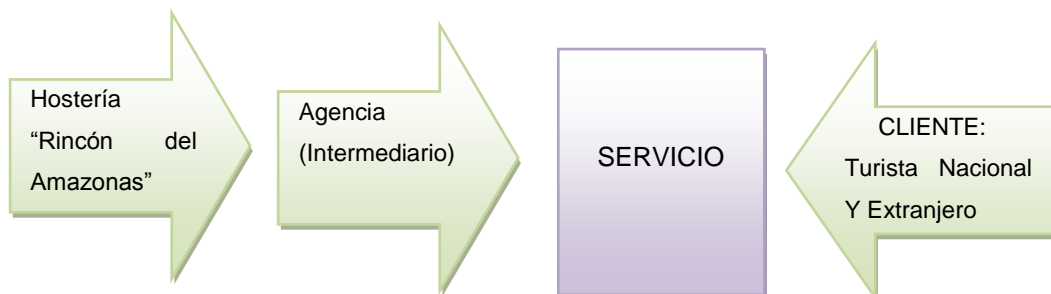 Hostería
“Rincón del
Amazonas”
Agencia
(Intermediario)
SERVICIO
CLIENTE:
Turista Nacional
Y Extranjero